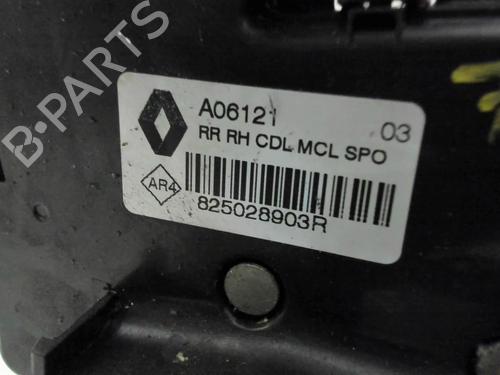 A06121 03
RR RH CDL MCL SPO
AR4
825028903R
B-PARTS